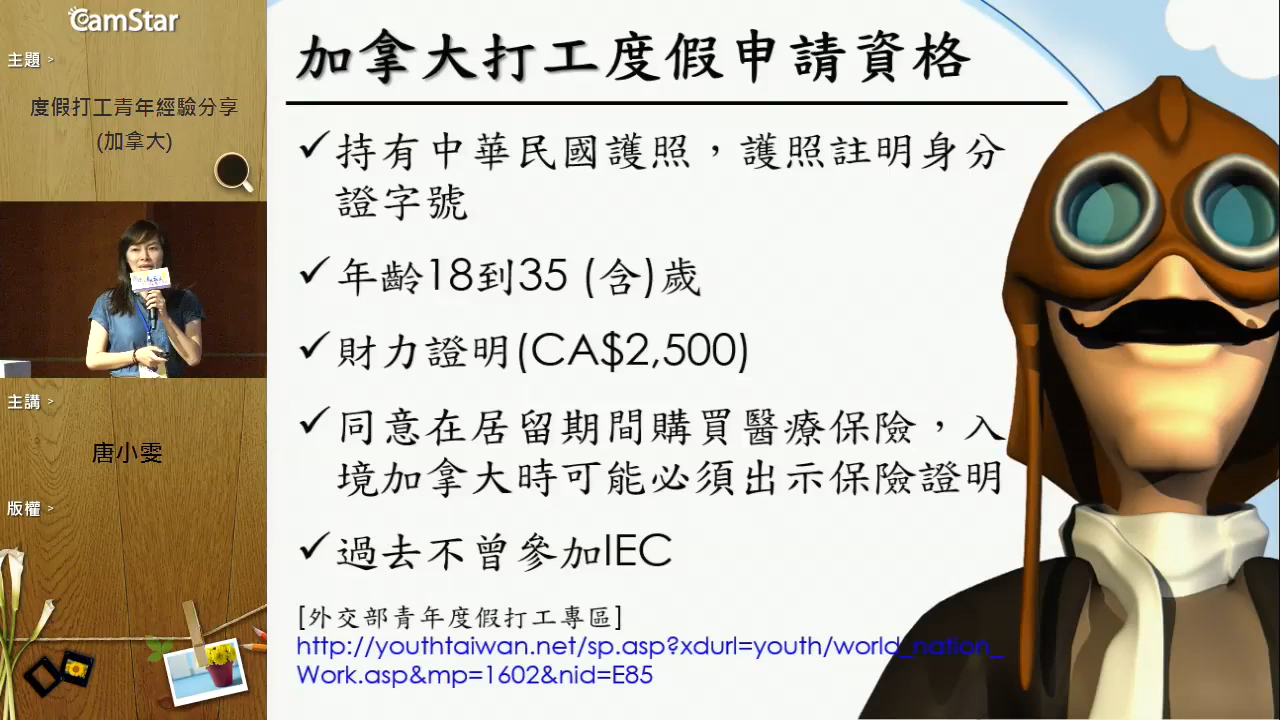 CamStar
主題 >
度假打工青年經驗分享
(加拿大)
主講 >
唐小雯
版權 >
加拿大打工度假申請資格
✓持有中華民國護照，護照註明身分
證字號
✓年齡18到35 (含)歲
✓財力證明(CA$2,500)
✓同意在居留期間購買醫療保險，入
境加拿大時可能必須出示保險證明
✓過去不曾參加IEC
[外交部青年度假打工專區]
http://youthtaiwan.net/sp.asp?xdurl=youth/world_nation_
Work.asp&mp=1602&nid=E85